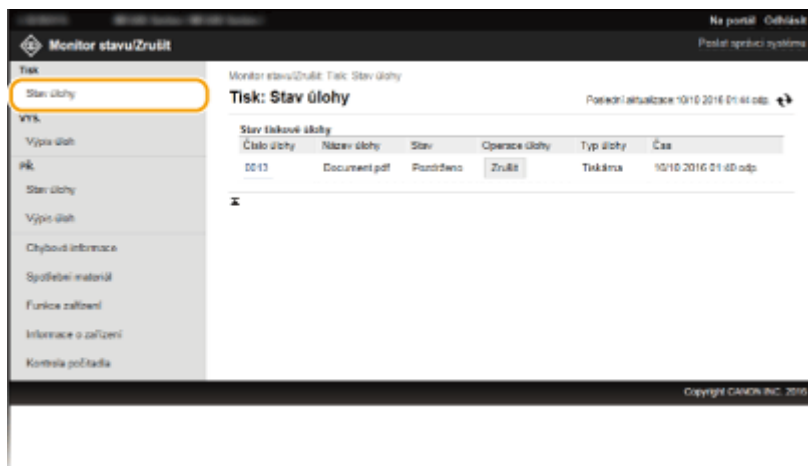 Na portál Odhlásit
Monitor stavu/Zrušit
Poslat správci systému
Tisk
Stav úlohy
VYS.
Výpis úloh
PŘ.
Stav úlohy
Výpis úloh
Chybové informace
Spotřební materiál
Funkce zařízení
Informace o zařízení
Kontrola počitadla
Monitor stavu/Zrušit: Tisk: Stav úlohy
Tisk: Stav úlohy
Poslední aktualizace:10/10 2016 01:44 odp.
Stav tiskové úlohy
Číslo úlohy Název úlohy Stav Operace úlohy Typ úlohy Čas
0013 Document.pdf Pozdrženo Zrušit Tiskárna 10/10 2016 01:40 odp.
Copyright CANON INC. 2016